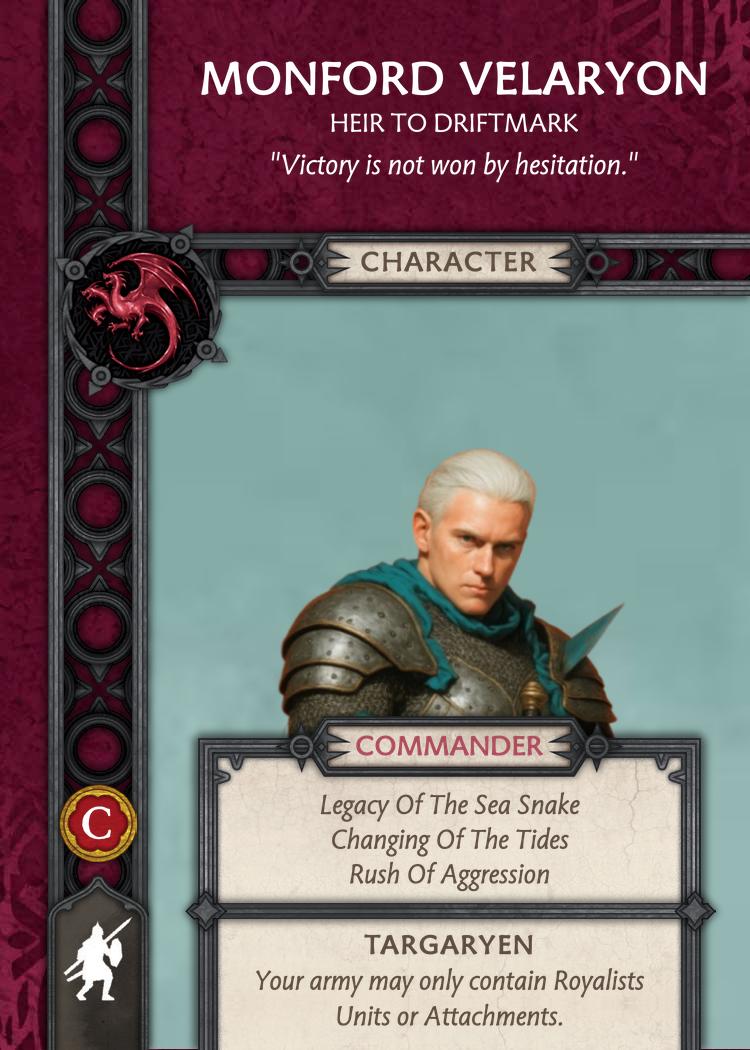 MONFORD VELARYON
HEIR TO DRIFTMARK
"Victory is not won by hesitation."
CHARACTER
COMMANDER
Legacy Of The Sea Snake
Changing Of The Tides
Rush Of Aggression
C
TARGARYEN
Your army may only contain Royalists
Units or Attachments.